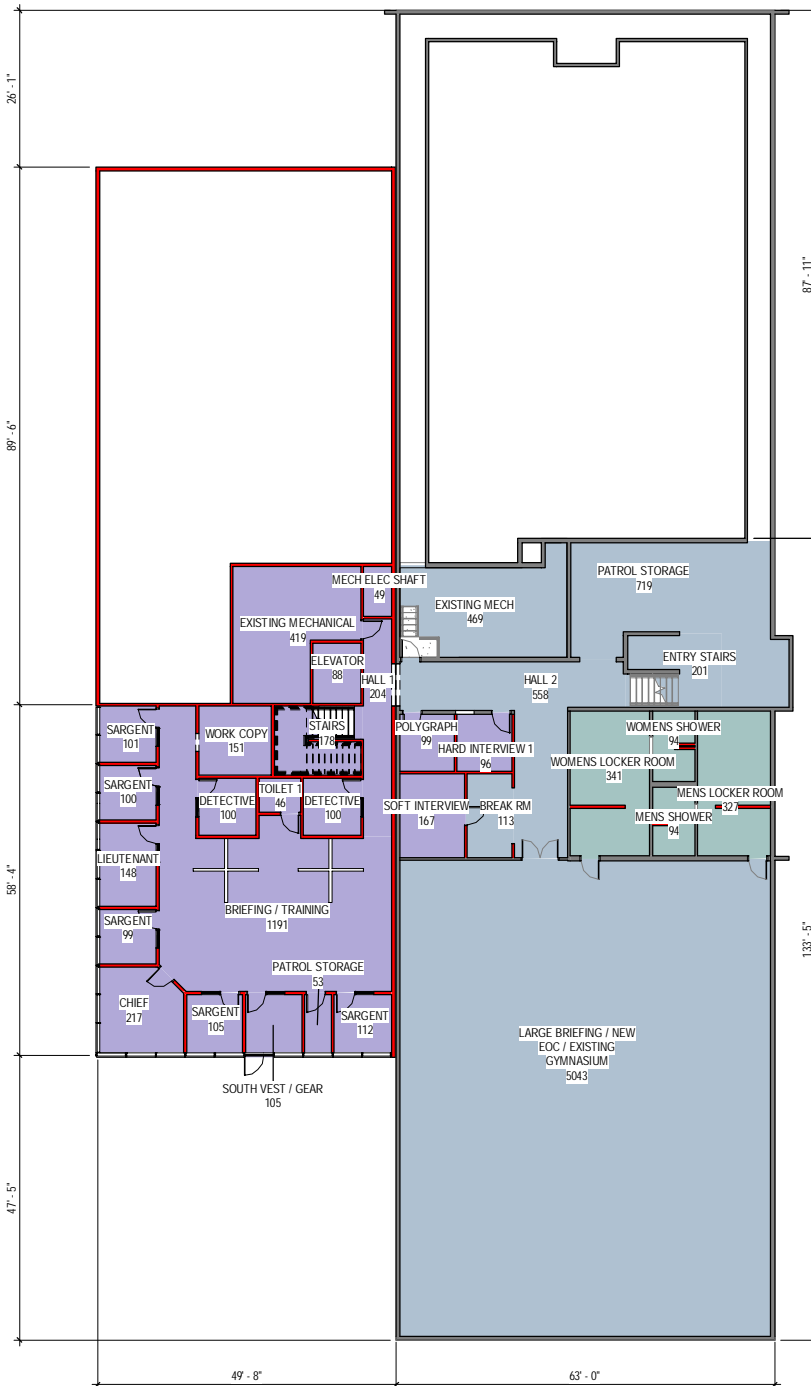 26' - 1"
87' - 11"
89' - 6"
PATROL STORAGE
719
MECH ELEC SHAFT
49
EXISTING MECH
469
EXISTING MECHANICAL
419
ELEVATOR
88
ENTRY STAIRS
201
HALL 1
204
HALL 2
558
SARGENT
101
WORK COPY
151
STAIRS
178
POLYGRAPH
99
HARD INTERVIEW 1
96
WOMENS SHOWER
94
WOMENS LOCKER ROOM
341
SARGENT
100
DETECTIVE
100
TOILET 1
46
DETECTIVE
100
SOFT INTERVIEW
167
BREAK RM
113
MENS LOCKER ROOM
327
MENS SHOWER
94
LIEUTENANT
148
58' - 4"
BRIEFING / TRAINING
1191
SARGENT
99
133' - 5"
PATROL STORAGE
53
CHIEF
217
SARGENT
105
SARGENT
112
LARGE BRIEFING / NEW
EOC / EXISTING
GYMNASIUM
5043
SOUTH VEST / GEAR
105
47' - 5"
49' - 8"
63' - 0"